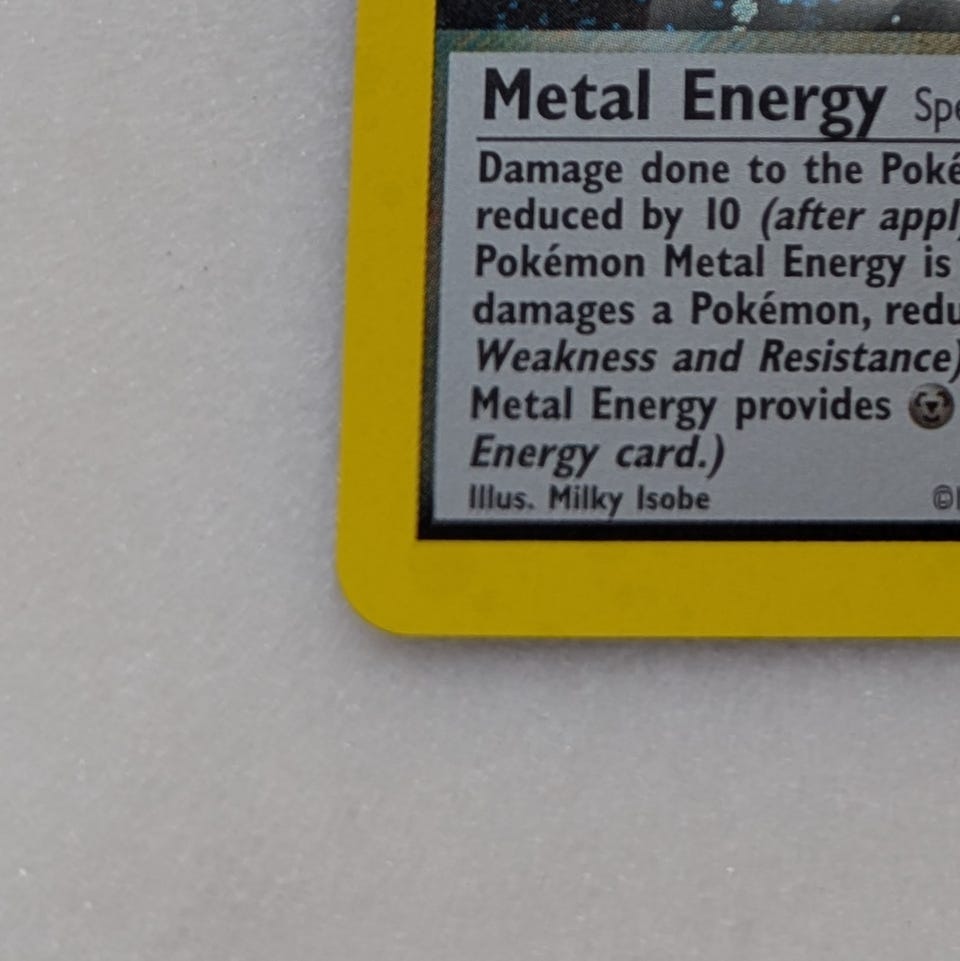 Metal Energy
Damage done to the
reduced by 10 (after
Pokémon Metal Energy is
damages a Pokémon,
Weakness and Resistance)
Metal Energy provides
Energy card.)
Illus. Milky Isobe ©